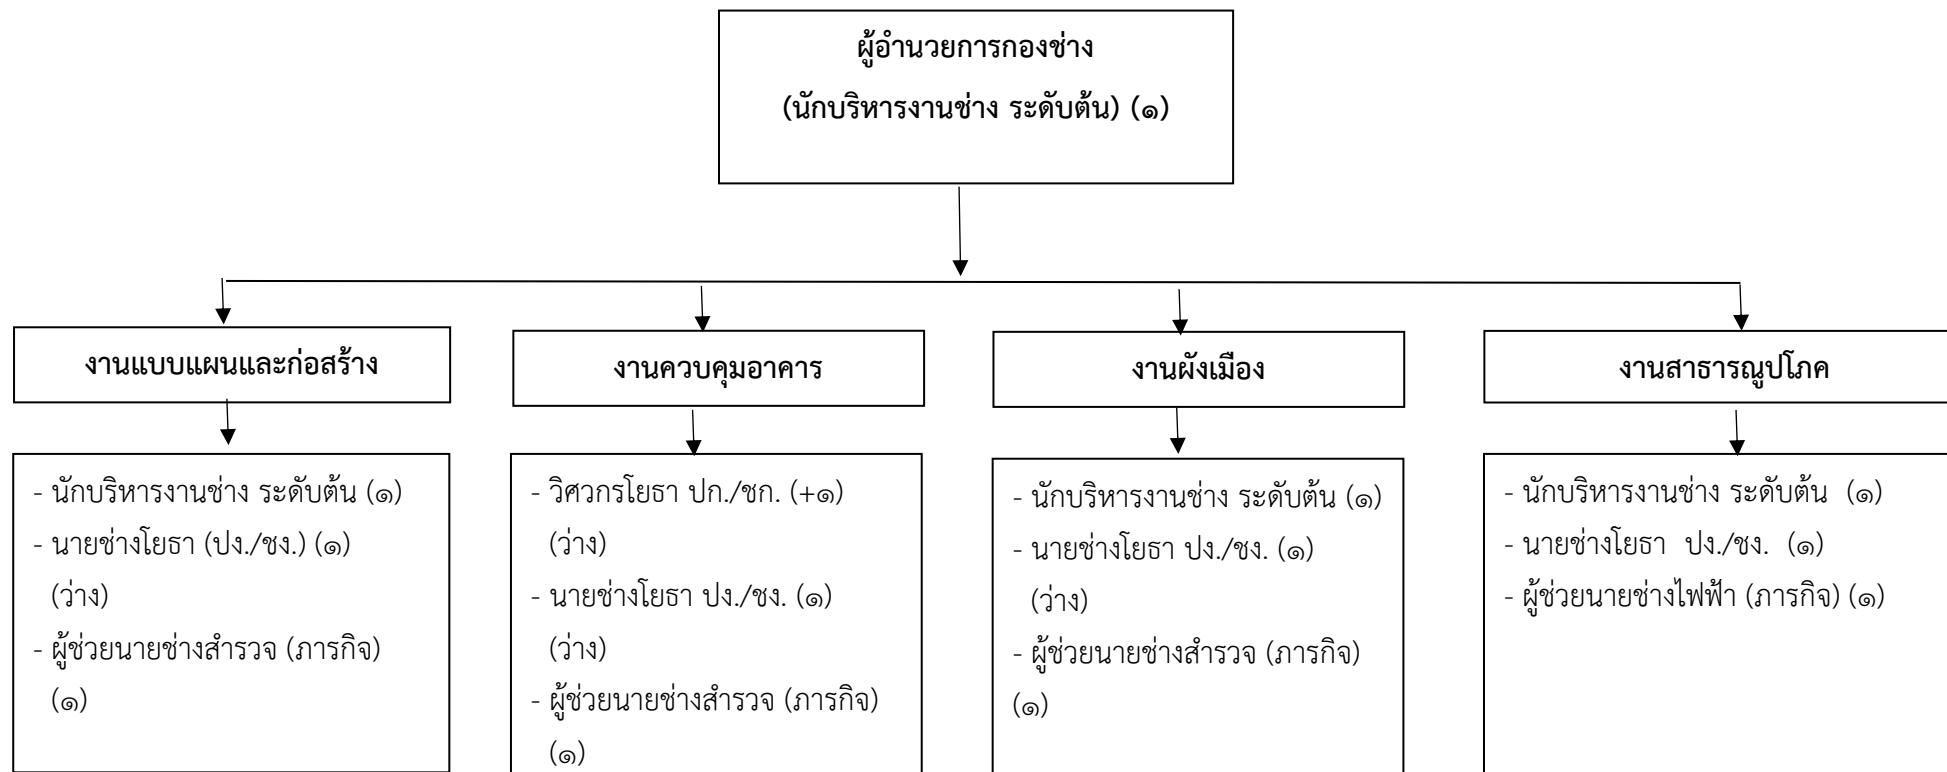 ผู้อำนวยการกองช่าง
(นักบริหารงานช่าง ระดับต้น) (๑)
งานแบบแผนและก่อสร้าง
- นักบริหารงานช่าง ระดับต้น (๑)
- นายช่างโยธา (ปง./ชง.) (๑)
(ว่าง)
- ผู้ช่วยนายช่างสำรวจ (ภารกิจ)
(๑)
งานควบคุมอาคาร
- วิศวกรโยธา ปก./ชก. (+๑)
(ว่าง)
- นายช่างโยธา ปง./ชง. (๑)
(ว่าง)
- ผู้ช่วยนายช่างสำรวจ (ภารกิจ)
(๑)
งานผังเมือง
- นักบริหารงานช่าง ระดับต้น (๑)
- นายช่างโยธา ปง./ชง. (๑)
(ว่าง)
- ผู้ช่วยนายช่างสำรวจ (ภารกิจ)
(๑)
งานสาธารณูปโภค
- นักบริหารงานช่าง ระดับต้น (๑)
- นายช่างโยธา ปง./ชง. (๑)
- ผู้ช่วยนายช่างไฟฟ้า (ภารกิจ) (๑)